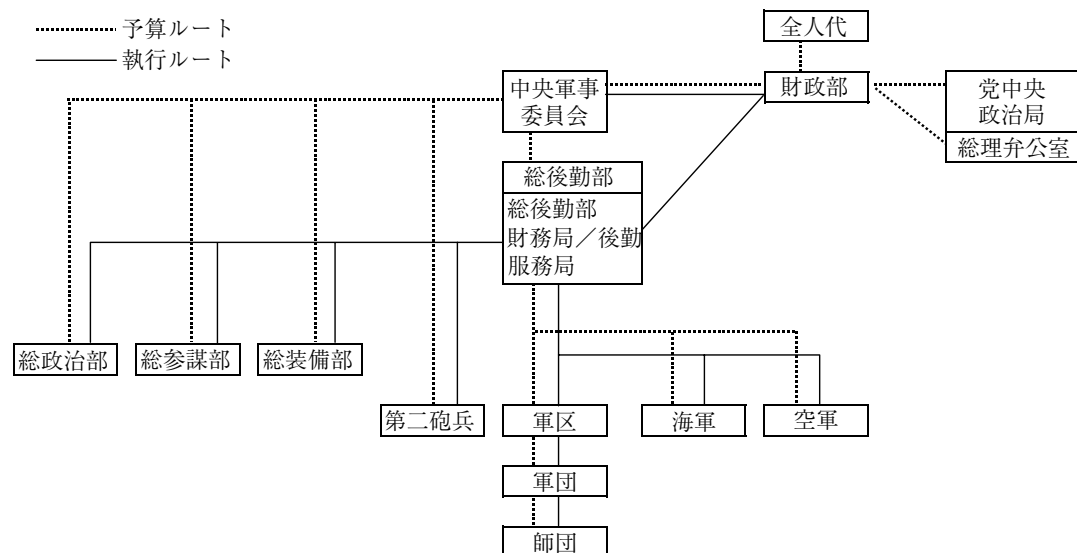 予算ルート
執行ルート
全人代
中央軍事
委員会
財政部
党中央
政治局
総理弁公室
総後勤部
総後勤部
財務局／後勤
服務局
総政治部
総参謀部
総装備部
第二砲兵
軍区
海軍
空軍
軍団
師団